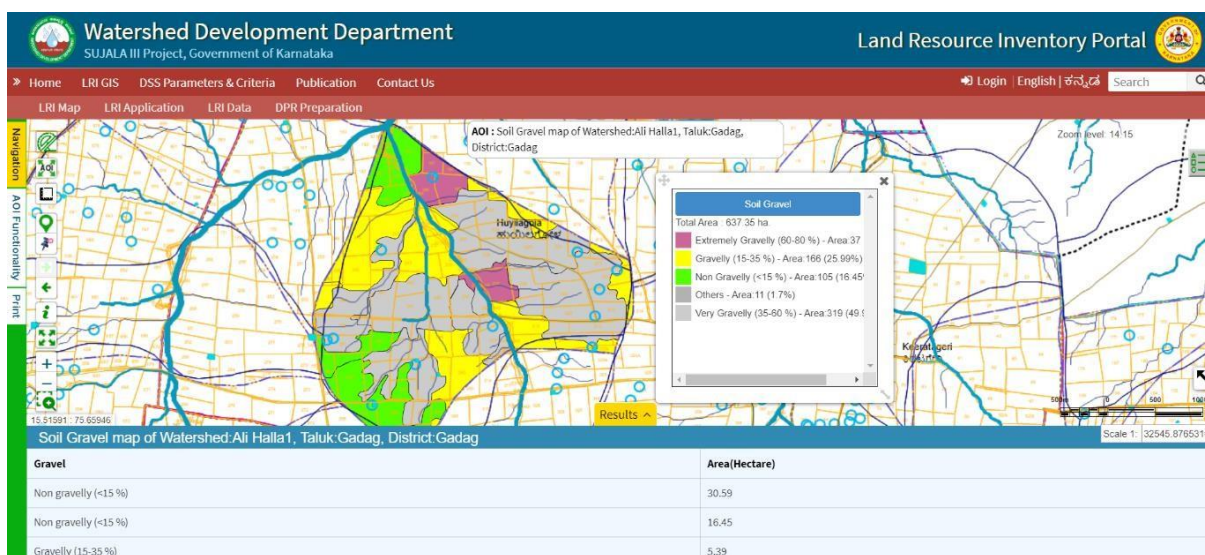 Watershed Development Department
SUJALA III Project, Government of Karnataka
Land Resource Inventory Portal
» Home LRI GIS DSS Parameters & Criteria Publication Contact Us
Login | English | ಕನ್ನಡ Search
LRI Map LRI Application LRI Data DPR Preparation
Navigation
AOI Functionality
Print
AOI
AOI : Soil Gravel map of Watershed:Ali Halla1, Taluk:Gadag,
District:Gadag
Zoom level: 14.15
Soil Gravel
Total Area : 637.35 ha
Extremely Gravelly (60-80 %) - Area:37
Gravelly (15-35 %) - Area:166 (25.99%)
Non Gravelly (<15 %) - Area:105 (16.45
Others - Area:11 (1.7%)
Very Gravelly (35-60 %) - Area:319 (49.9
15.51591 : 75.65946
Results
500m 0 500 1000
Soil Gravel map of Watershed:Ali Halla1, Taluk:Gadag, District:Gadag
Scale 1: 32545.876531
Gravel Area(Hectare)
Non gravelly (<15 %) 30.59
Non gravelly (<15 %) 16.45
Gravelly (15-35 %) 5.39